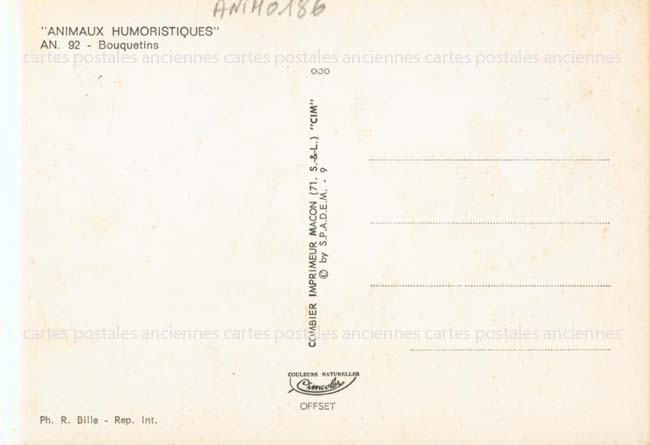 ANIM0186
"ANIMAUX HUMORISTIQUES"
AN. 92 - Bouquetins
cartes postales anciennes cartes postales anciennes cartes postales anciennes
000
COMBIER IMPRIMEUR MACON (71. S.-&-L.) "CIM"
© by S.P.A.D.E.M. - 9
cartes postales anciennes cartes postales anciennes cartes postales anciennes
COULEURS NATURELLES
Cimcolor
OFFSET
Ph. R. Bille - Rep. Int.